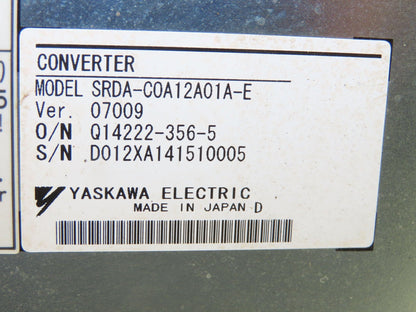 CONVERTER
MODEL SRDA-COA12A01A-E
Ver. 07009
O/N Q14222-356-5
S/N D012XA141510005
YASKAWA ELECTRIC
MADE IN JAPAN D